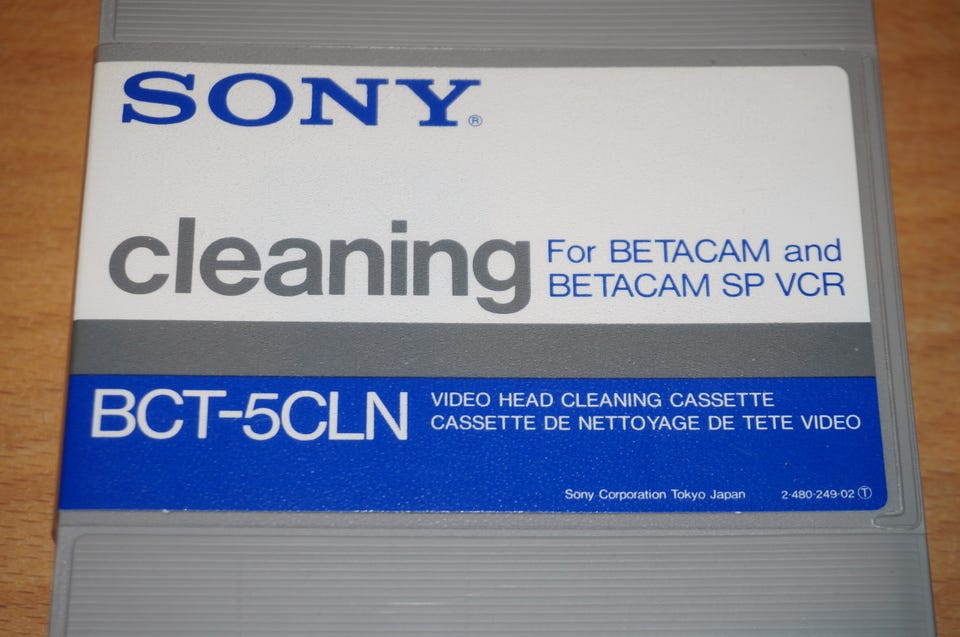 SONY®
cleaning
For BETACAM and
BETACAM SP VCR
BCT-5CLN
VIDEO HEAD CLEANING CASSETTE
CASSETTE DE NETTOYAGE DE TETE VIDEO
Sony Corporation Tokyo Japan 2-480-249-02 Ⓣ